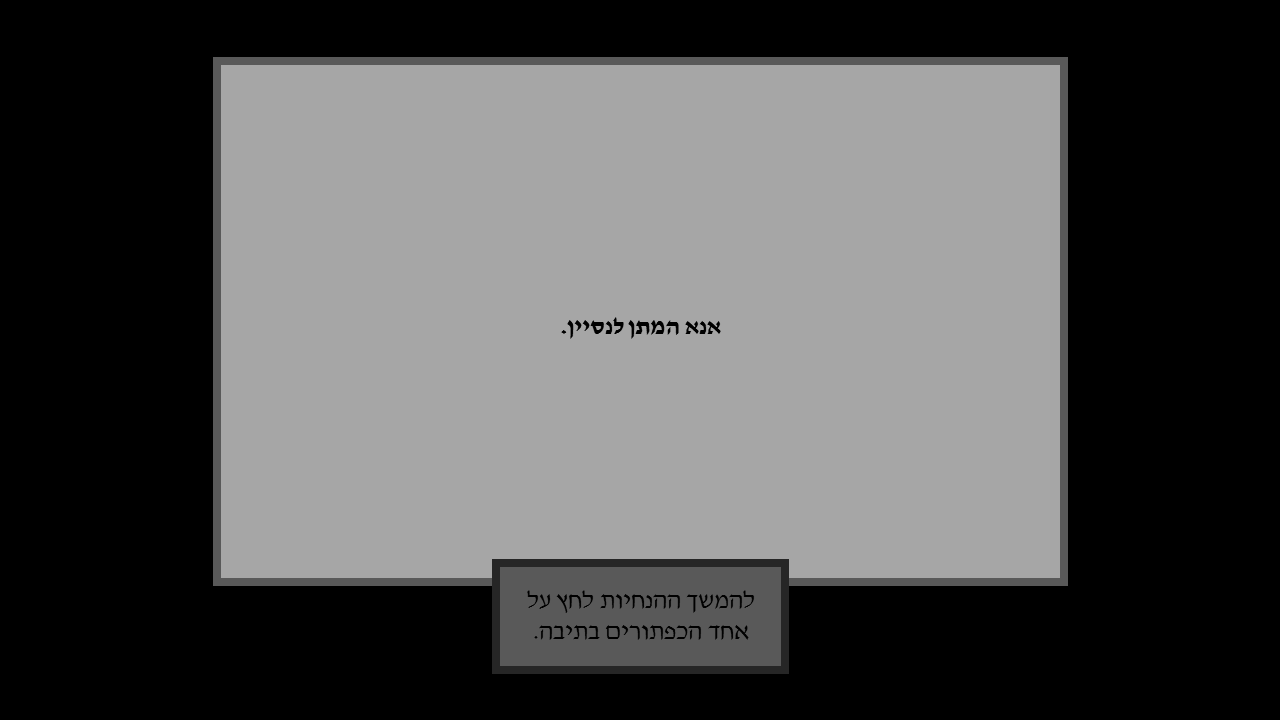 אנא המתן לנסיין.
להמשך ההנחיות לחץ על
אחד הכפתורים בתיבה.